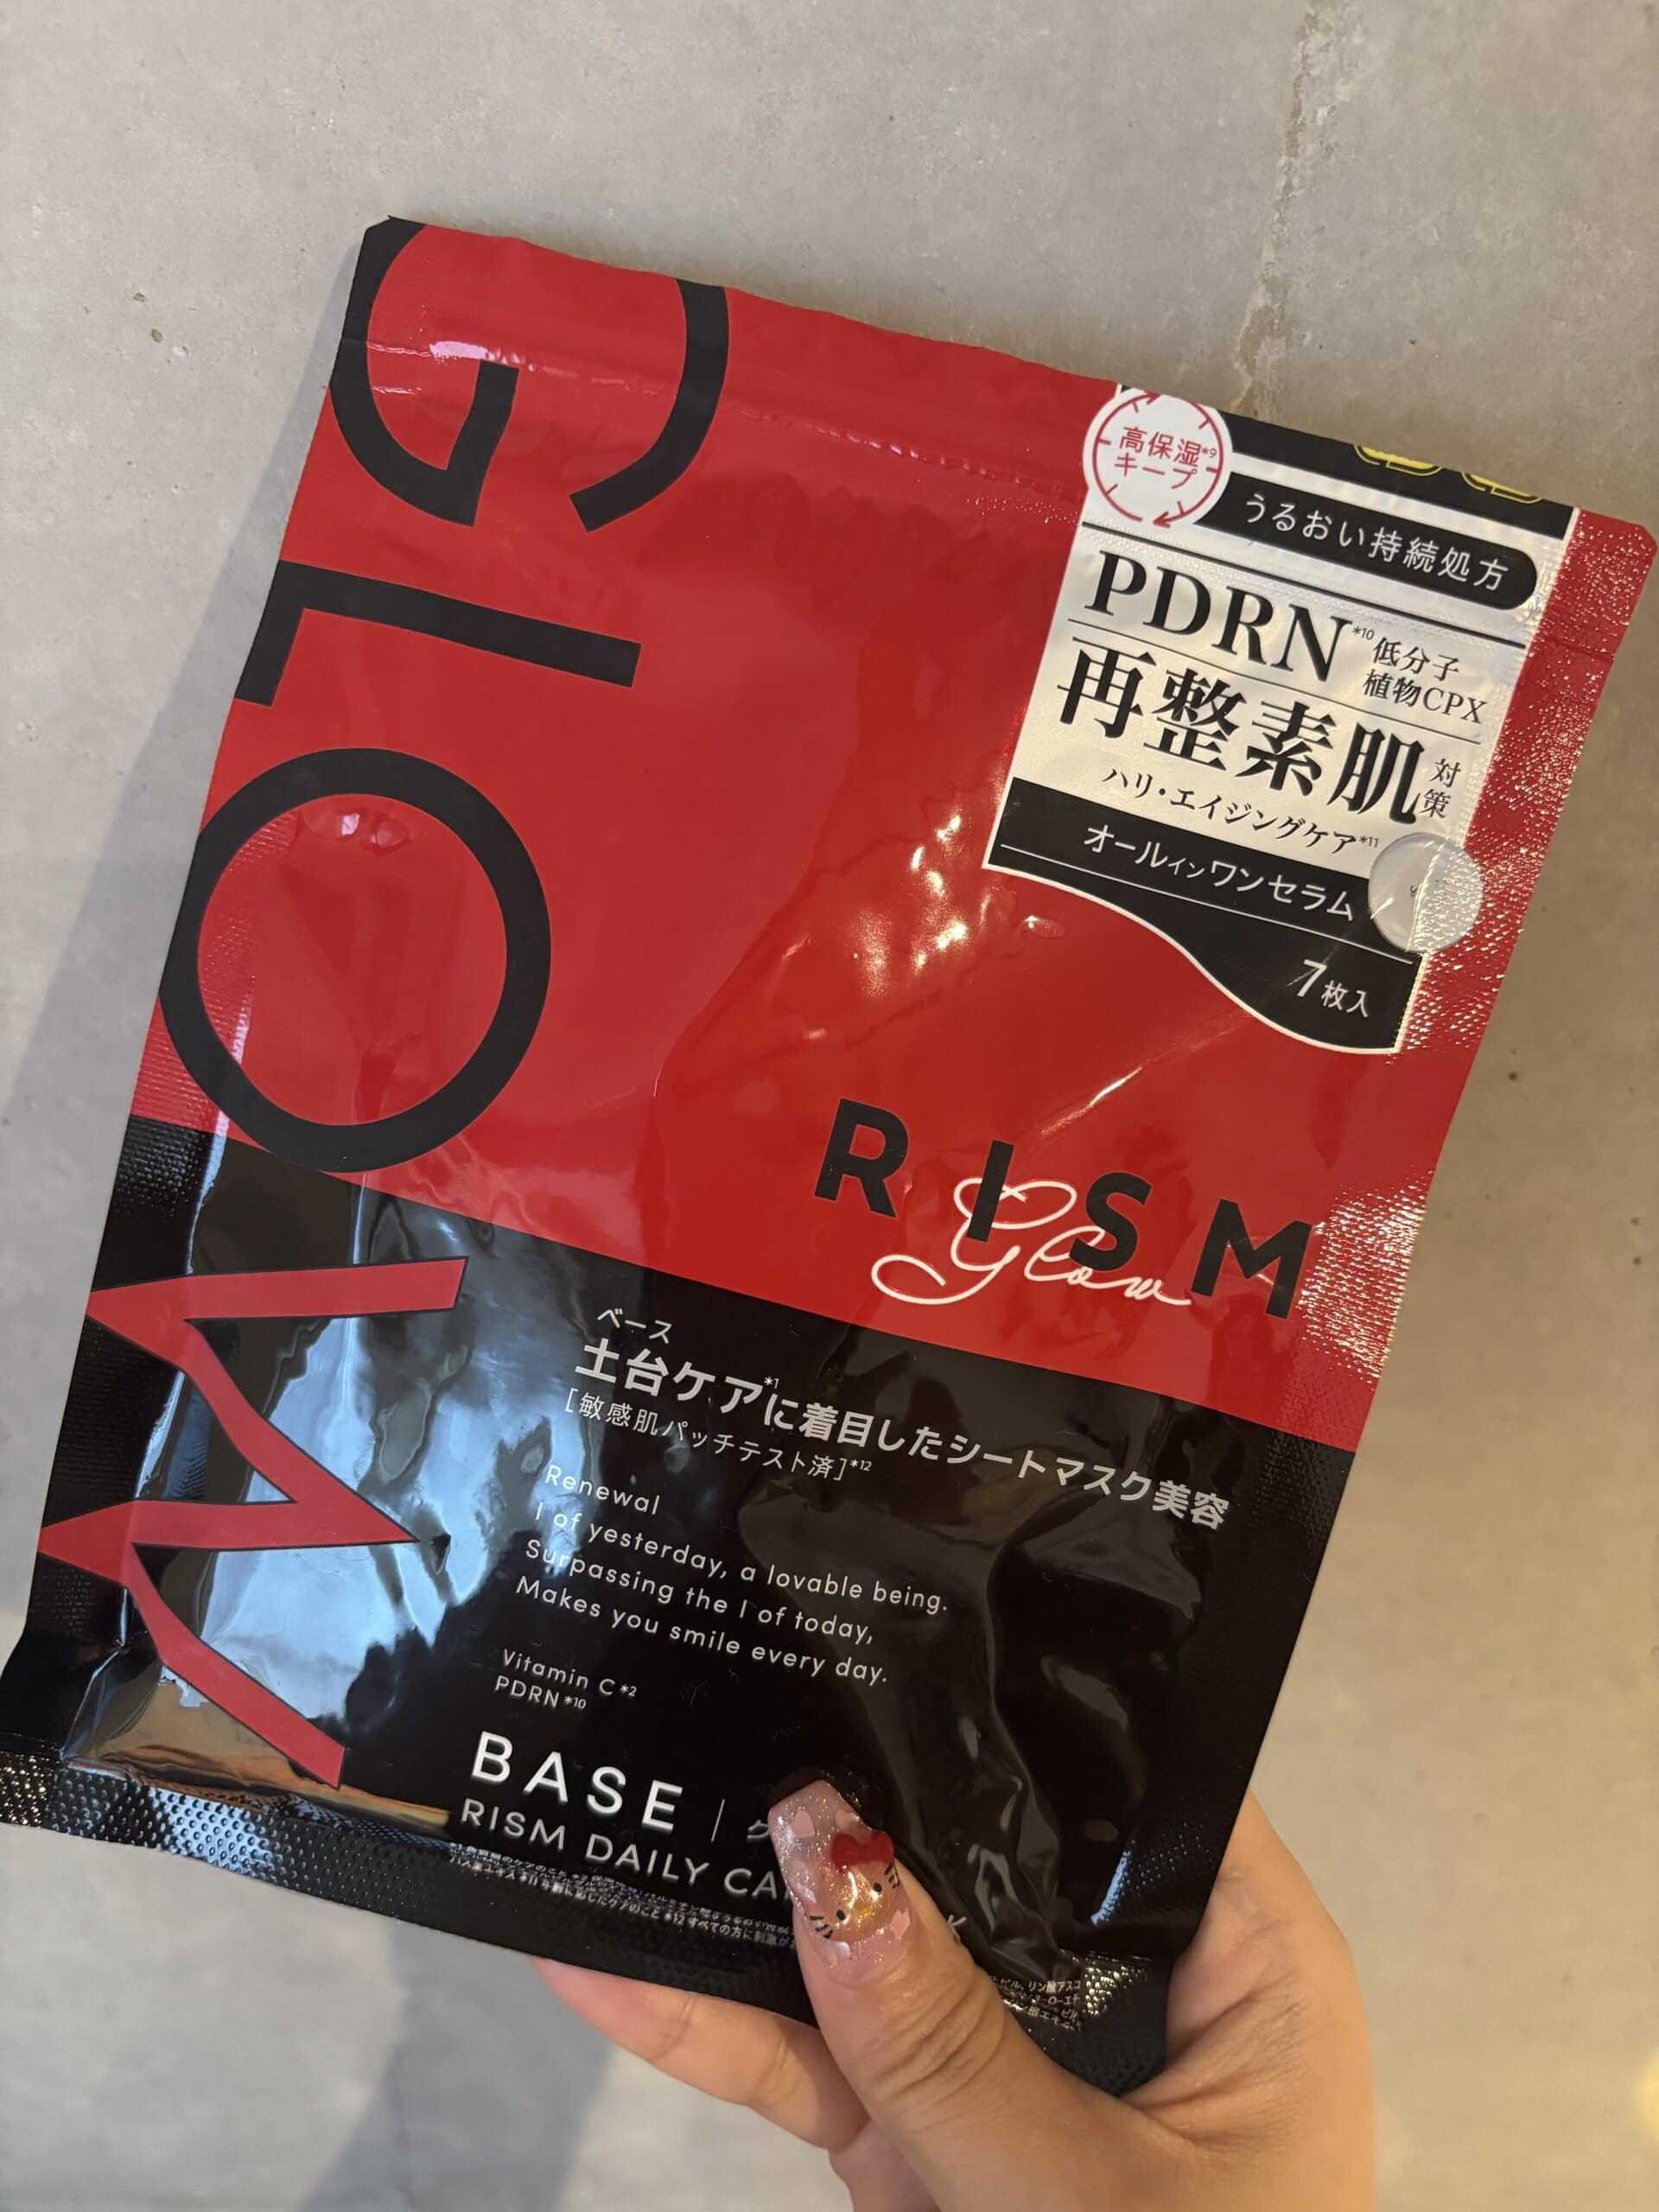 GLOW
高保湿*9
キープ
うるおい持続処方
PDRN*10 低分子
植物CPX
再整素肌対策
ハリ・エイジングケア*11
オールインワンセラム
7枚入
RISM
Glow
ベース
土台ケア*1に着目したシートマスク美容
[敏感肌パッチテスト済]*12
Renewal
I of yesterday, a lovable being.
Surpassing the I of today,
Makes you smile every day.
Vitamin C*2
PDRN*10
BASE |
RISM DAILY CA